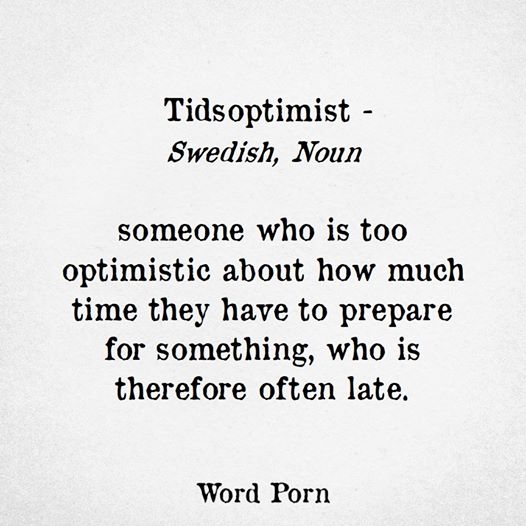 Tidsoptimist -
Swedish, Noun
someone who is too
optimistic about how much
time they have to prepare
for something, who is
therefore often late.
Word Porn